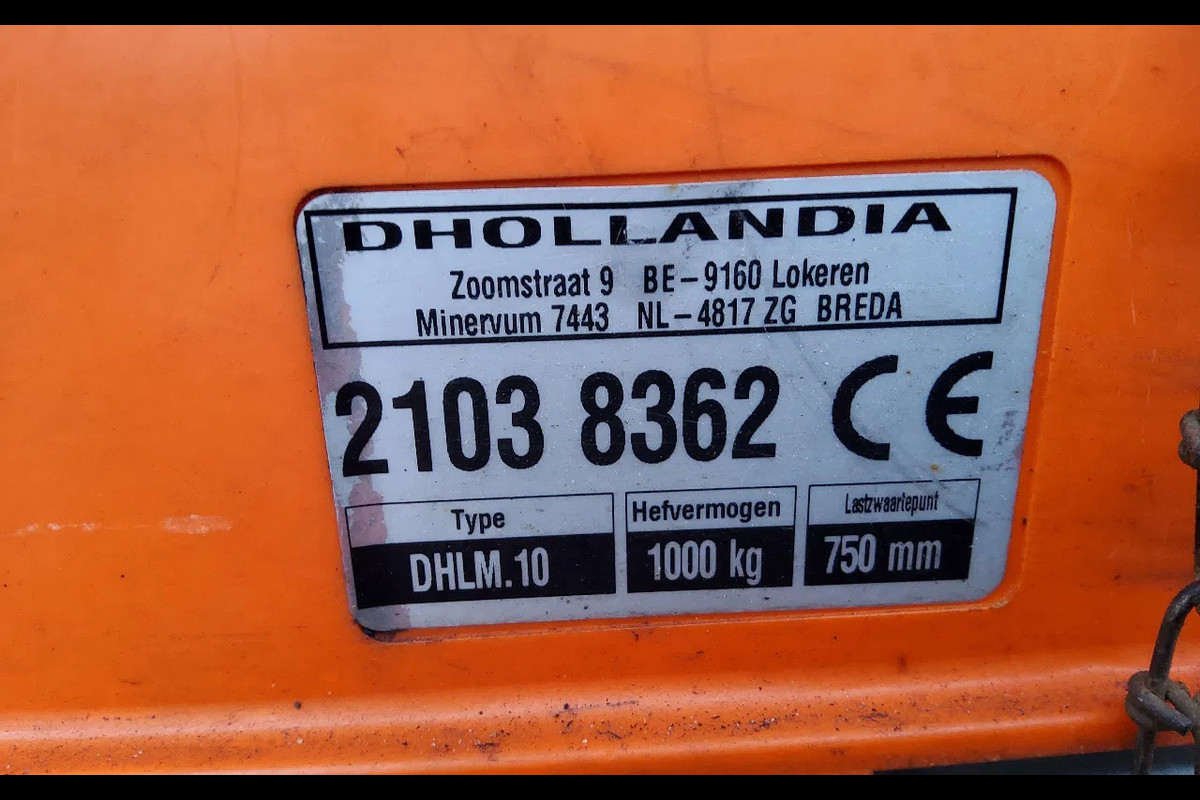 DHOLLANDIA
Zoomstraat 9 BE-9160 Lokeren
Minervum 7443 NL-4817 ZG BREDA
2103 8362 CE
Type Hefvermogen Lastzwaartepunt
DHLM.10 1000 kg 750 mm